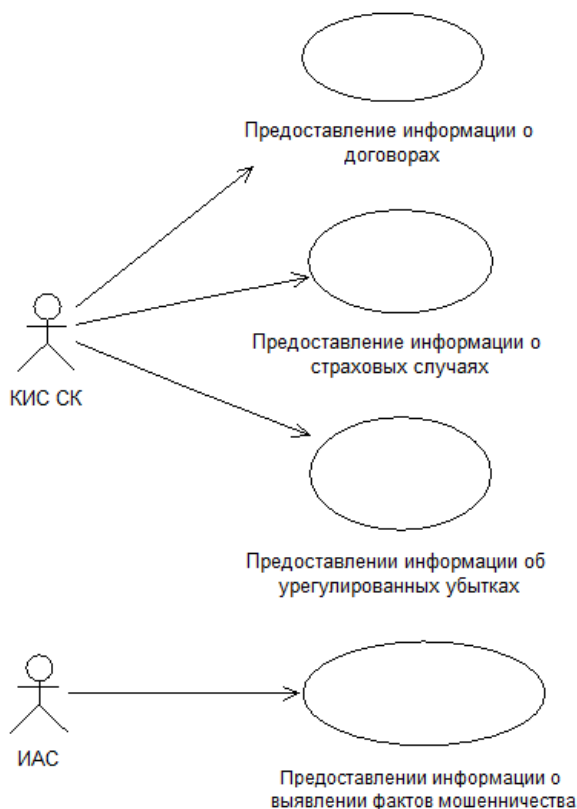 Предоставление информации о
договорах
Предоставление информации о
страховых случаях
КИС СК
Предоставлении информации об
урегулированных убытках
ИАС
Предоставлении информации о
выявлении фактов мошенничества